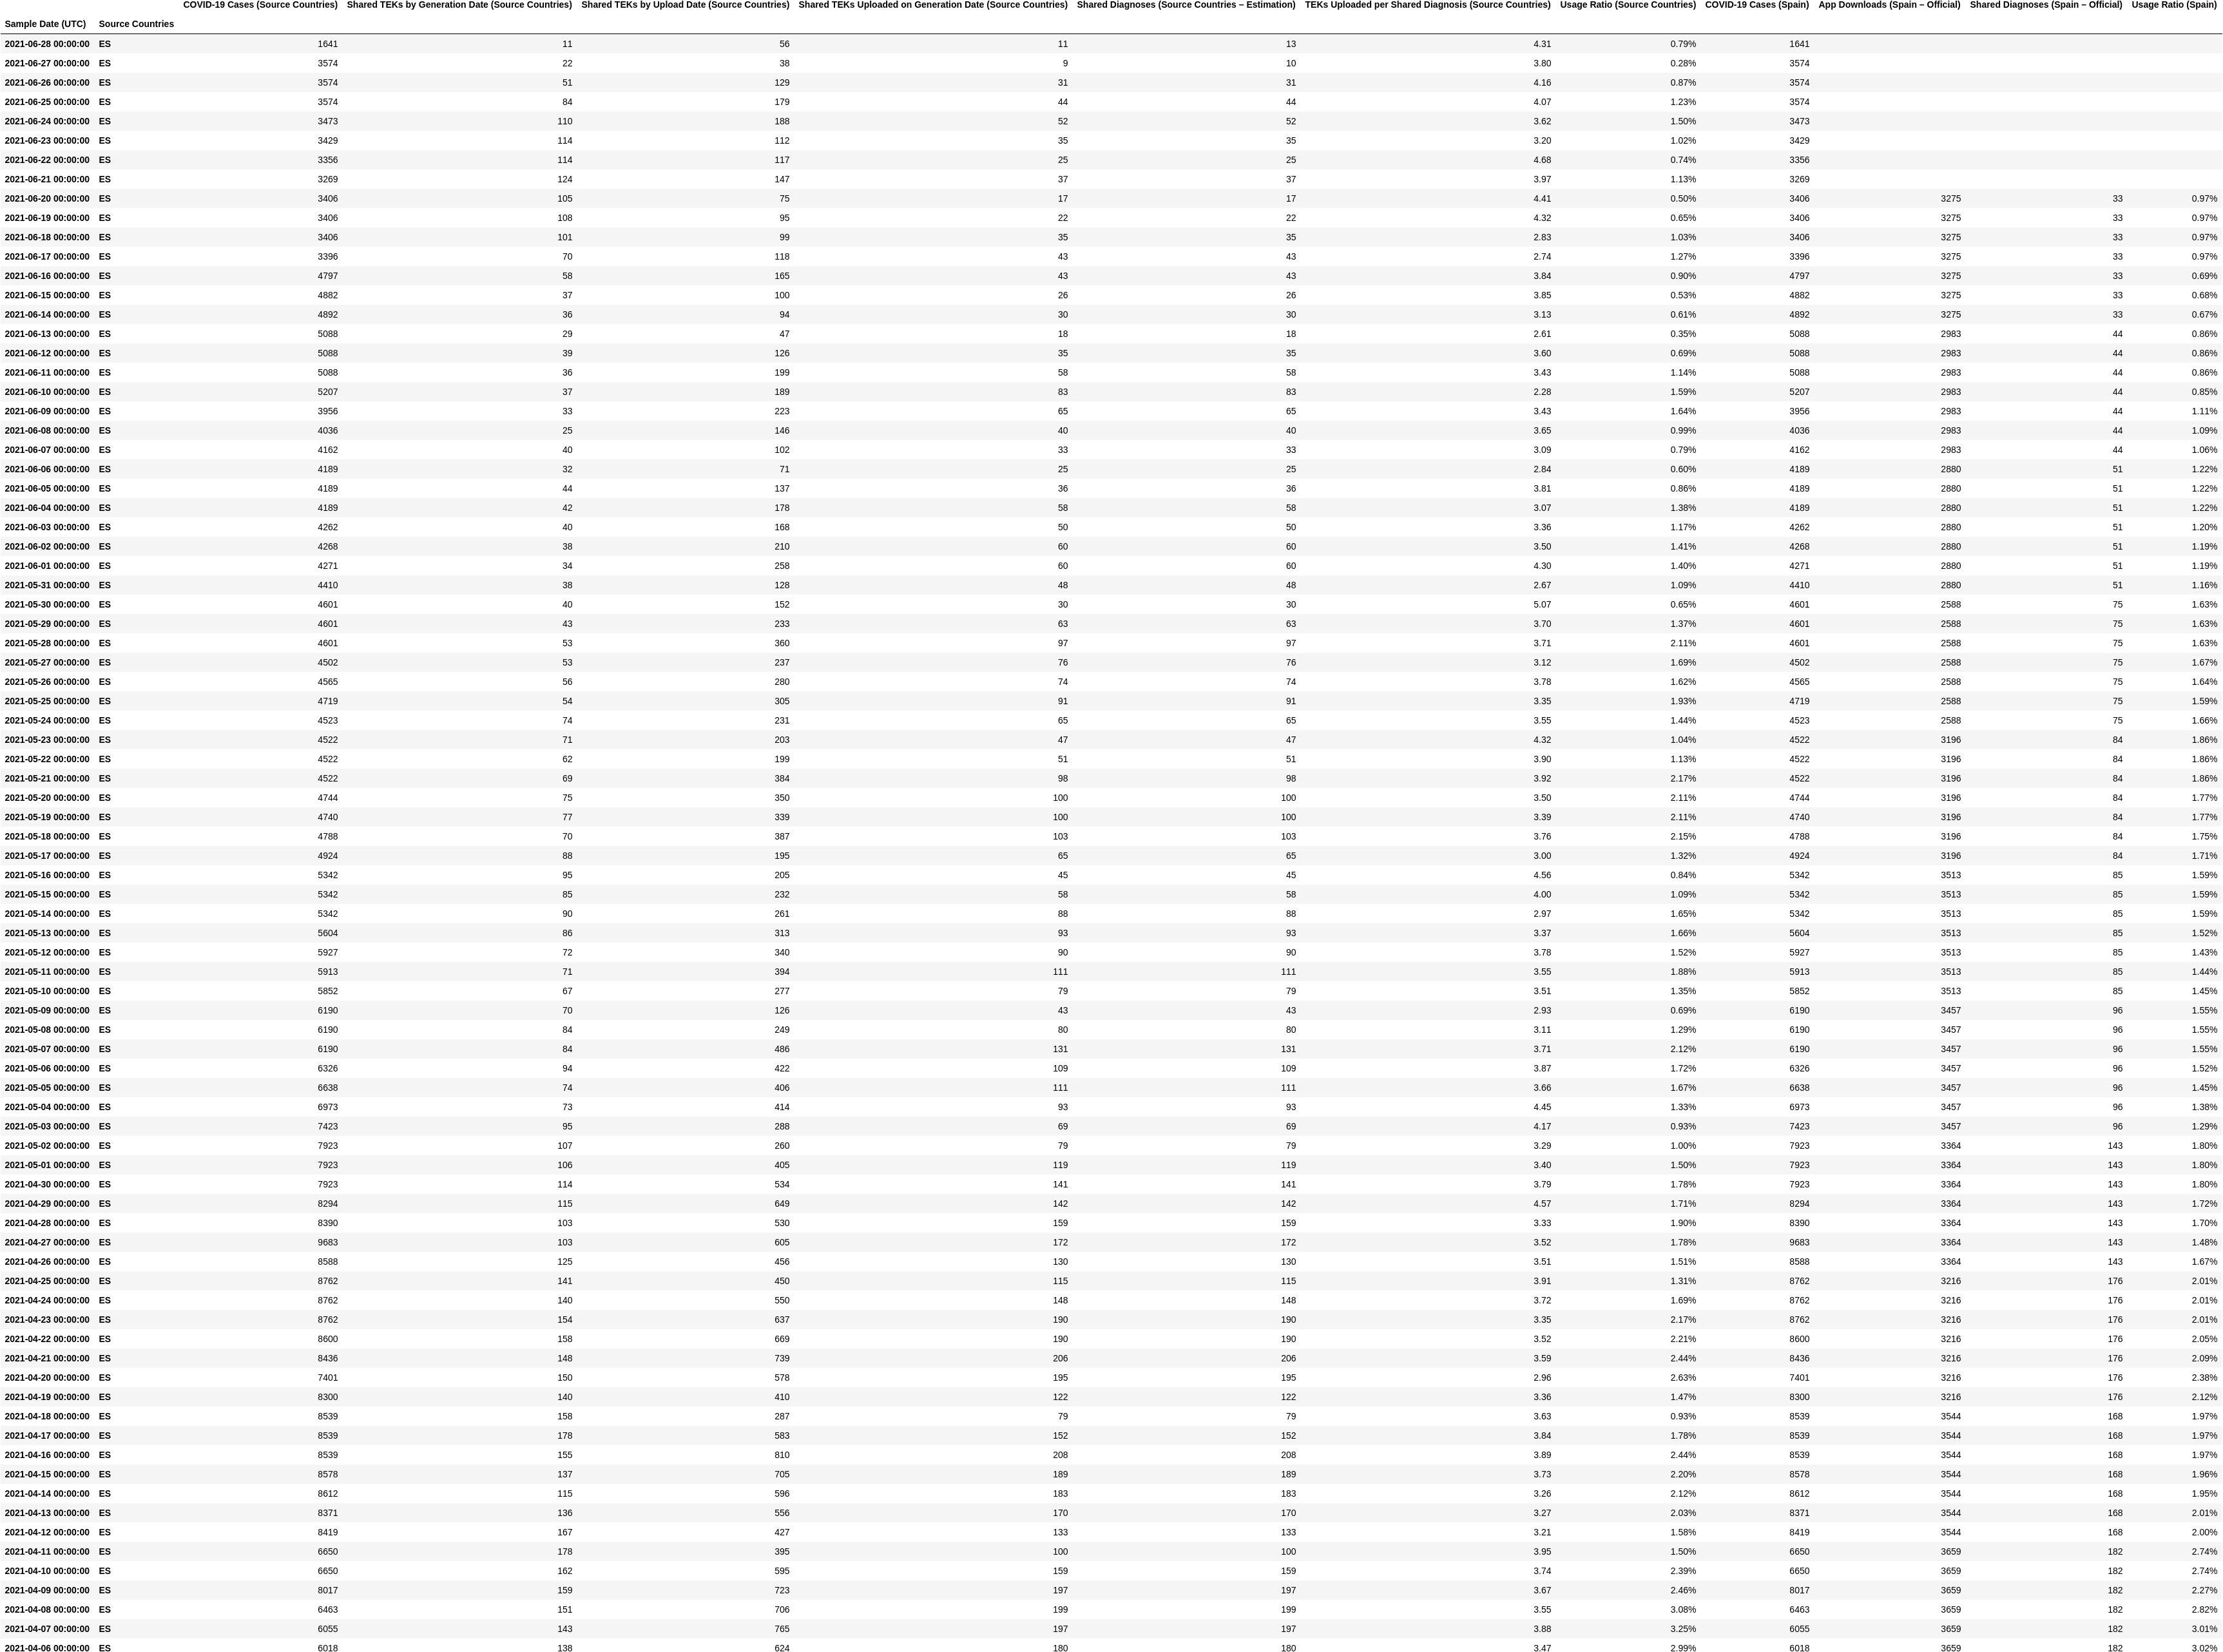 COVID-19 Cases (Source Countries) Shared TEKs by Generation Date (Source Countries) Shared TEKs by Upload Date (Source Countries) Shared TEKs Uploaded on Generation Date (Source Countries) Shared Diagnoses (Source Countries – Estimation) TEKs Uploaded per Shared Diagnosis (Source Countries) Usage Ratio (Source Countries) COVID-19 Cases (Spain) App Downloads (Spain – Official) Shared Diagnoses (Spain – Official) Usage Ratio (Spain)
Sample Date (UTC) Source Countries
2021-06-28 00:00:00 ES 1641 11 56 11 13 4.31 0.79% 1641
2021-06-27 00:00:00 ES 3574 22 38 9 10 3.80 0.28% 3574
2021-06-26 00:00:00 ES 3574 51 129 31 31 4.16 0.87% 3574
2021-06-25 00:00:00 ES 3574 84 179 44 44 4.07 1.23% 3574
2021-06-24 00:00:00 ES 3473 110 188 52 52 3.62 1.50% 3473
2021-06-23 00:00:00 ES 3429 114 112 35 35 3.20 1.02% 3429
2021-06-22 00:00:00 ES 3356 114 117 25 25 4.68 0.74% 3356
2021-06-21 00:00:00 ES 3269 124 147 37 37 3.97 1.13% 3269
2021-06-20 00:00:00 ES 3406 105 75 17 17 4.41 0.50% 3406 3275 33 0.97%
2021-06-19 00:00:00 ES 3406 108 95 22 22 4.32 0.65% 3406 3275 33 0.97%
2021-06-18 00:00:00 ES 3406 101 99 35 35 2.83 1.03% 3406 3275 33 0.97%
2021-06-17 00:00:00 ES 3396 70 118 43 43 2.74 1.27% 3396 3275 33 0.97%
2021-06-16 00:00:00 ES 4797 58 165 43 43 3.84 0.90% 4797 3275 33 0.69%
2021-06-15 00:00:00 ES 4882 37 100 26 26 3.85 0.53% 4882 3275 33 0.68%
2021-06-14 00:00:00 ES 4892 36 94 30 30 3.13 0.61% 4892 3275 33 0.67%
2021-06-13 00:00:00 ES 5088 29 47 18 18 2.61 0.35% 5088 2983 44 0.86%
2021-06-12 00:00:00 ES 5088 39 126 35 35 3.60 0.69% 5088 2983 44 0.86%
2021-06-11 00:00:00 ES 5088 36 199 58 58 3.43 1.14% 5088 2983 44 0.86%
2021-06-10 00:00:00 ES 5207 37 189 83 83 2.28 1.59% 5207 2983 44 0.85%
2021-06-09 00:00:00 ES 3956 33 223 65 65 3.43 1.64% 3956 2983 44 1.11%
2021-06-08 00:00:00 ES 4036 25 146 40 40 3.65 0.99% 4036 2983 44 1.09%
2021-06-07 00:00:00 ES 4162 40 102 33 33 3.09 0.79% 4162 2983 44 1.06%
2021-06-06 00:00:00 ES 4189 32 71 25 25 2.84 0.60% 4189 2880 51 1.22%
2021-06-05 00:00:00 ES 4189 44 137 36 36 3.81 0.86% 4189 2880 51 1.22%
2021-06-04 00:00:00 ES 4189 42 178 58 58 3.07 1.38% 4189 2880 51 1.22%
2021-06-03 00:00:00 ES 4262 40 168 50 50 3.36 1.17% 4262 2880 51 1.20%
2021-06-02 00:00:00 ES 4268 38 210 60 60 3.50 1.41% 4268 2880 51 1.19%
2021-06-01 00:00:00 ES 4271 34 258 60 60 4.30 1.40% 4271 2880 51 1.19%
2021-05-31 00:00:00 ES 4410 38 128 48 48 2.67 1.09% 4410 2880 51 1.16%
2021-05-30 00:00:00 ES 4601 40 152 30 30 5.07 0.65% 4601 2588 75 1.63%
2021-05-29 00:00:00 ES 4601 43 233 63 63 3.70 1.37% 4601 2588 75 1.63%
2021-05-28 00:00:00 ES 4601 53 360 97 97 3.71 2.11% 4601 2588 75 1.63%
2021-05-27 00:00:00 ES 4502 53 237 76 76 3.12 1.69% 4502 2588 75 1.67%
2021-05-26 00:00:00 ES 4565 56 280 74 74 3.78 1.62% 4565 2588 75 1.64%
2021-05-25 00:00:00 ES 4719 54 305 91 91 3.35 1.93% 4719 2588 75 1.59%
2021-05-24 00:00:00 ES 4523 74 231 65 65 3.55 1.44% 4523 2588 75 1.66%
2021-05-23 00:00:00 ES 4522 71 203 47 47 4.32 1.04% 4522 3196 84 1.86%
2021-05-22 00:00:00 ES 4522 62 199 51 51 3.90 1.13% 4522 3196 84 1.86%
2021-05-21 00:00:00 ES 4522 69 384 98 98 3.92 2.17% 4522 3196 84 1.86%
2021-05-20 00:00:00 ES 4744 75 350 100 100 3.50 2.11% 4744 3196 84 1.77%
2021-05-19 00:00:00 ES 4740 77 339 100 100 3.39 2.11% 4740 3196 84 1.77%
2021-05-18 00:00:00 ES 4788 70 387 103 103 3.76 2.15% 4788 3196 84 1.75%
2021-05-17 00:00:00 ES 4924 88 195 65 65 3.00 1.32% 4924 3196 84 1.71%
2021-05-16 00:00:00 ES 5342 95 205 45 45 4.56 0.84% 5342 3513 85 1.59%
2021-05-15 00:00:00 ES 5342 85 232 58 58 4.00 1.09% 5342 3513 85 1.59%
2021-05-14 00:00:00 ES 5342 90 261 88 88 2.97 1.65% 5342 3513 85 1.59%
2021-05-13 00:00:00 ES 5604 86 313 93 93 3.37 1.66% 5604 3513 85 1.52%
2021-05-12 00:00:00 ES 5927 72 340 90 90 3.78 1.52% 5927 3513 85 1.43%
2021-05-11 00:00:00 ES 5913 71 394 111 111 3.55 1.88% 5913 3513 85 1.44%
2021-05-10 00:00:00 ES 5852 67 277 79 79 3.51 1.35% 5852 3513 85 1.45%
2021-05-09 00:00:00 ES 6190 70 126 43 43 2.93 0.69% 6190 3457 96 1.55%
2021-05-08 00:00:00 ES 6190 84 249 80 80 3.11 1.29% 6190 3457 96 1.55%
2021-05-07 00:00:00 ES 6190 84 486 131 131 3.71 2.12% 6190 3457 96 1.55%
2021-05-06 00:00:00 ES 6326 94 422 109 109 3.87 1.72% 6326 3457 96 1.52%
2021-05-05 00:00:00 ES 6638 74 406 111 111 3.66 1.67% 6638 3457 96 1.45%
2021-05-04 00:00:00 ES 6973 73 414 93 93 4.45 1.33% 6973 3457 96 1.38%
2021-05-03 00:00:00 ES 7423 95 288 69 69 4.17 0.93% 7423 3457 96 1.29%
2021-05-02 00:00:00 ES 7923 107 260 79 79 3.29 1.00% 7923 3364 143 1.80%
2021-05-01 00:00:00 ES 7923 106 405 119 119 3.40 1.50% 7923 3364 143 1.80%
2021-04-30 00:00:00 ES 7923 114 534 141 141 3.79 1.78% 7923 3364 143 1.80%
2021-04-29 00:00:00 ES 8294 115 649 142 142 4.57 1.71% 8294 3364 143 1.72%
2021-04-28 00:00:00 ES 8390 103 530 159 159 3.33 1.90% 8390 3364 143 1.70%
2021-04-27 00:00:00 ES 9683 103 605 172 172 3.52 1.78% 9683 3364 143 1.48%
2021-04-26 00:00:00 ES 8588 125 456 130 130 3.51 1.51% 8588 3364 143 1.67%
2021-04-25 00:00:00 ES 8762 141 450 115 115 3.91 1.31% 8762 3216 176 2.01%
2021-04-24 00:00:00 ES 8762 140 550 148 148 3.72 1.69% 8762 3216 176 2.01%
2021-04-23 00:00:00 ES 8762 154 637 190 190 3.35 2.17% 8762 3216 176 2.01%
2021-04-22 00:00:00 ES 8600 158 669 190 190 3.52 2.21% 8600 3216 176 2.05%
2021-04-21 00:00:00 ES 8436 148 739 206 206 3.59 2.44% 8436 3216 176 2.09%
2021-04-20 00:00:00 ES 7401 150 578 195 195 2.96 2.63% 7401 3216 176 2.38%
2021-04-19 00:00:00 ES 8300 140 410 122 122 3.36 1.47% 8300 3216 176 2.12%
2021-04-18 00:00:00 ES 8539 158 287 79 79 3.63 0.93% 8539 3544 168 1.97%
2021-04-17 00:00:00 ES 8539 178 583 152 152 3.84 1.78% 8539 3544 168 1.97%
2021-04-16 00:00:00 ES 8539 155 810 208 208 3.89 2.44% 8539 3544 168 1.97%
2021-04-15 00:00:00 ES 8578 137 705 189 189 3.73 2.20% 8578 3544 168 1.96%
2021-04-14 00:00:00 ES 8612 115 596 183 183 3.26 2.12% 8612 3544 168 1.95%
2021-04-13 00:00:00 ES 8371 136 556 170 170 3.27 2.03% 8371 3544 168 2.01%
2021-04-12 00:00:00 ES 8419 167 427 133 133 3.21 1.58% 8419 3544 168 2.00%
2021-04-11 00:00:00 ES 6650 178 395 100 100 3.95 1.50% 6650 3659 182 2.74%
2021-04-10 00:00:00 ES 6650 162 595 159 159 3.74 2.39% 6650 3659 182 2.74%
2021-04-09 00:00:00 ES 8017 159 723 197 197 3.67 2.46% 8017 3659 182 2.27%
2021-04-08 00:00:00 ES 6463 151 706 199 199 3.55 3.08% 6463 3659 182 2.82%
2021-04-07 00:00:00 ES 6055 143 765 197 197 3.88 3.25% 6055 3659 182 3.01%
2021-04-06 00:00:00 ES 6018 138 624 180 180 3.47 2.99% 6018 3659 182 3.02%